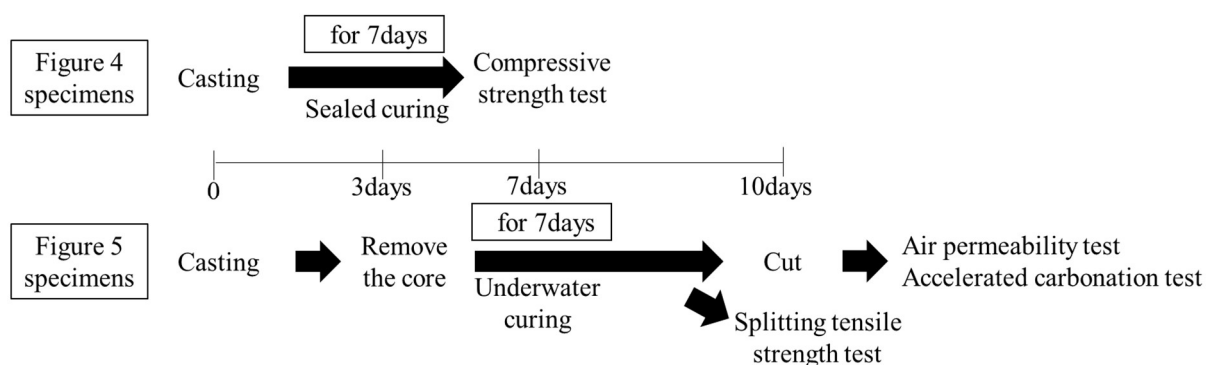 for 7days
Figure 4
specimens
Casting
Sealed curing
Compressive
strength test
0
3days
7days
10days
for 7days
Figure 5
specimens
Casting
Remove
the core
Underwater
curing
Cut
Air permeability test
Accelerated carbonation test
Splitting tensile
strength test